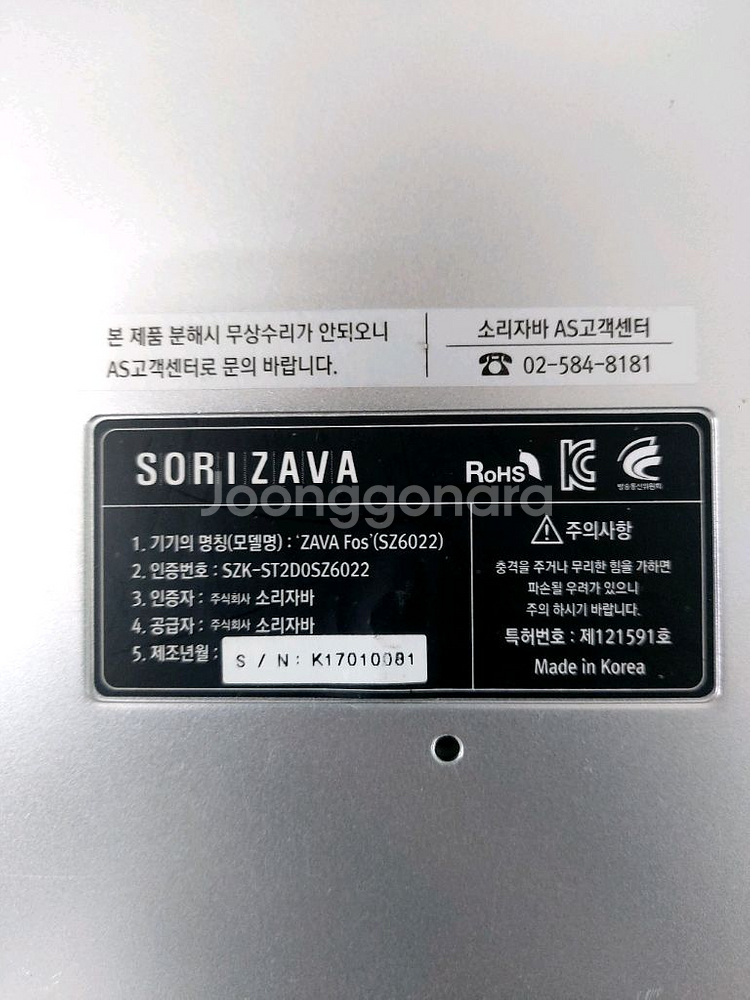 본 제품 분해시 무상수리가 안되오니
AS고객센터로 문의 바랍니다.
소리자바 AS고객센터
☎ 02-584-8181
SORIZAVA
RoHS
방송통신위원회
Joonggonara
1. 기기의 명칭(모델명) : 'ZAVA Fos'(SZ6022)
2. 인증번호 : SZK-ST2D0SZ6022
3. 인증자 : 주식회사 소리자바
4. 공급자 : 주식회사 소리자바
5. 제조년월 :
S / N : K17010081
주의사항
충격을 주거나 무리한 힘을 가하면
파손될 우려가 있으니
주의 하시기 바랍니다.
특허번호 : 제121591호
Made in Korea